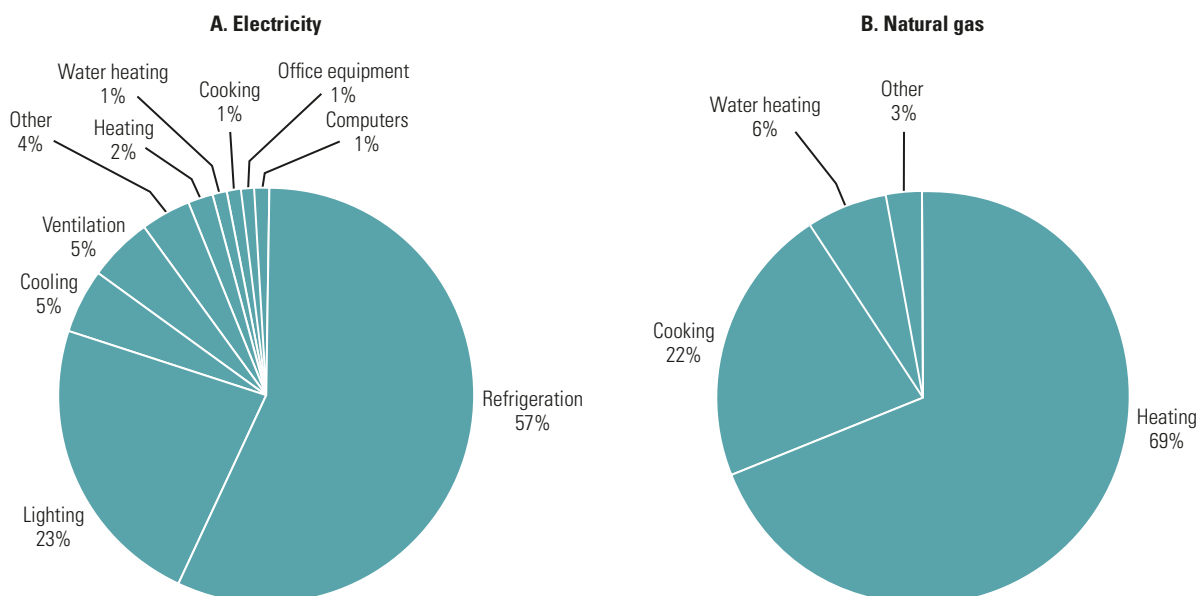 A. Electricity
Water heating
1%
Cooking
1%
Office equipment
1%
Computers
1%
Other
4%
Heating
2%
Ventilation
5%
Cooling
5%
Refrigeration
57%
Lighting
23%
B. Natural gas
Other
3%
Water heating
6%
Cooking
22%
Heating
69%